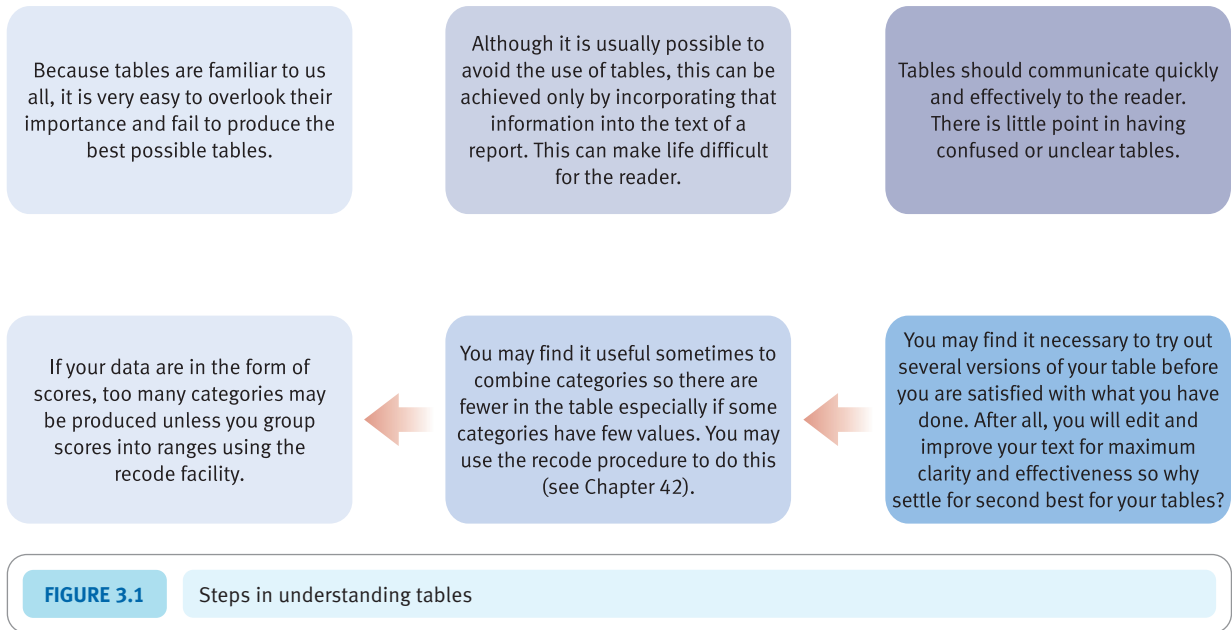 Because tables are familiar to us
all, it is very easy to overlook their
importance and fail to produce the
best possible tables.
Although it is usually possible to
avoid the use of tables, this can be
achieved only by incorporating that
information into the text of a
report. This can make life difficult
for the reader.
Tables should communicate quickly
and effectively to the reader.
There is little point in having
confused or unclear tables.
You may find it necessary to try out
several versions of your table before
you are satisfied with what you have
done. After all, you will edit and
improve your text for maximum
clarity and effectiveness so why
settle for second best for your tables?
You may find it useful sometimes to
combine categories so there are
fewer in the table especially if some
categories have few values. You may
use the recode procedure to do this
(see Chapter 42).
If your data are in the form of
scores, too many categories may
be produced unless you group
scores into ranges using the
recode facility.
FIGURE 3.1
Steps in understanding tables